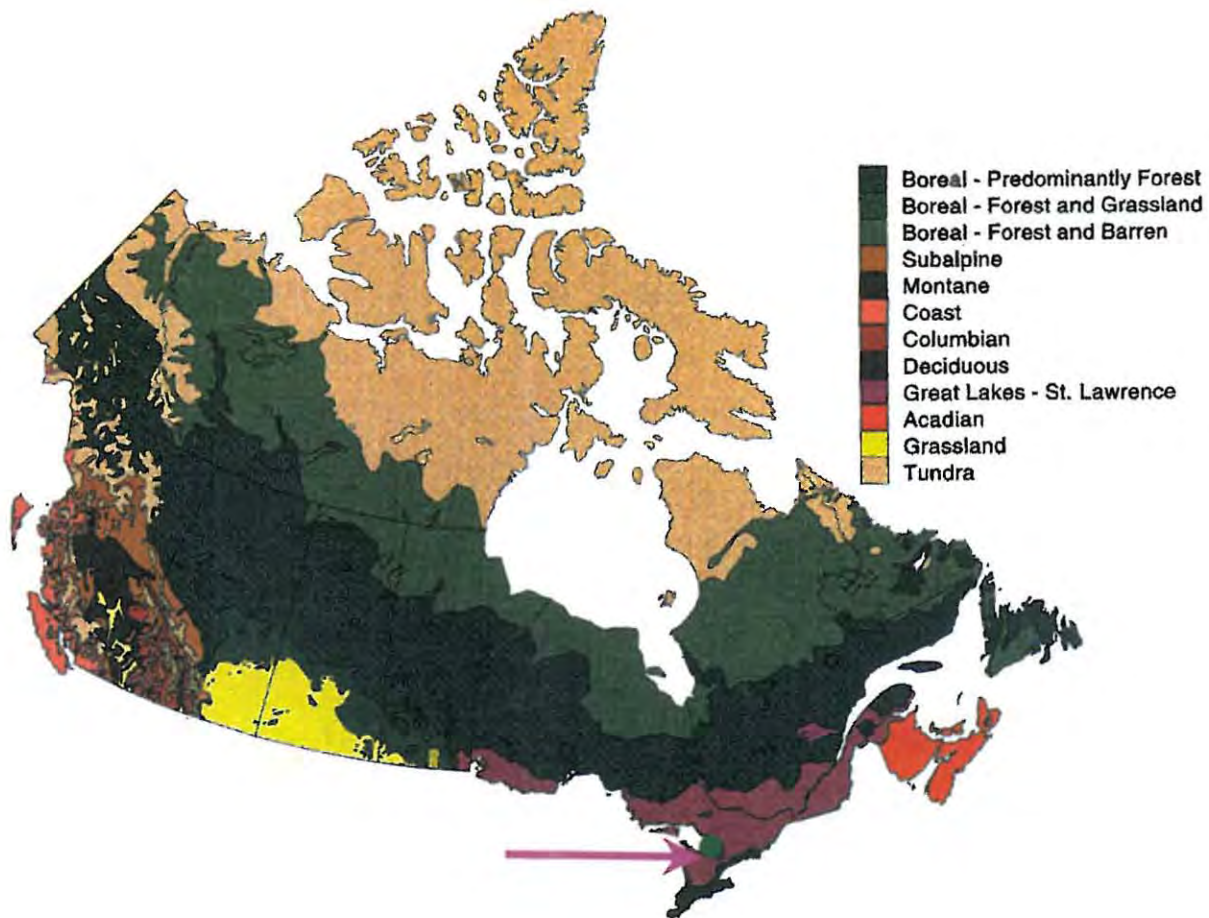 Boreal - Predominantly Forest
Boreal - Forest and Grassland
Boreal - Forest and Barren
Subalpine
Montane
Coast
Columbian
Deciduous
Great Lakes - St. Lawrence
Acadian
Grassland
Tundra